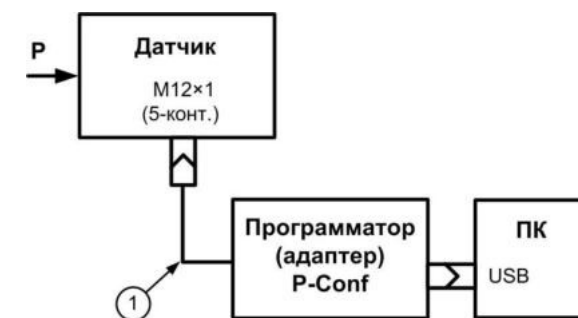 Датчик
P
M12×1
(5-конт.)
Программатор
(адаптер)
P-Conf
ПК
USB
1